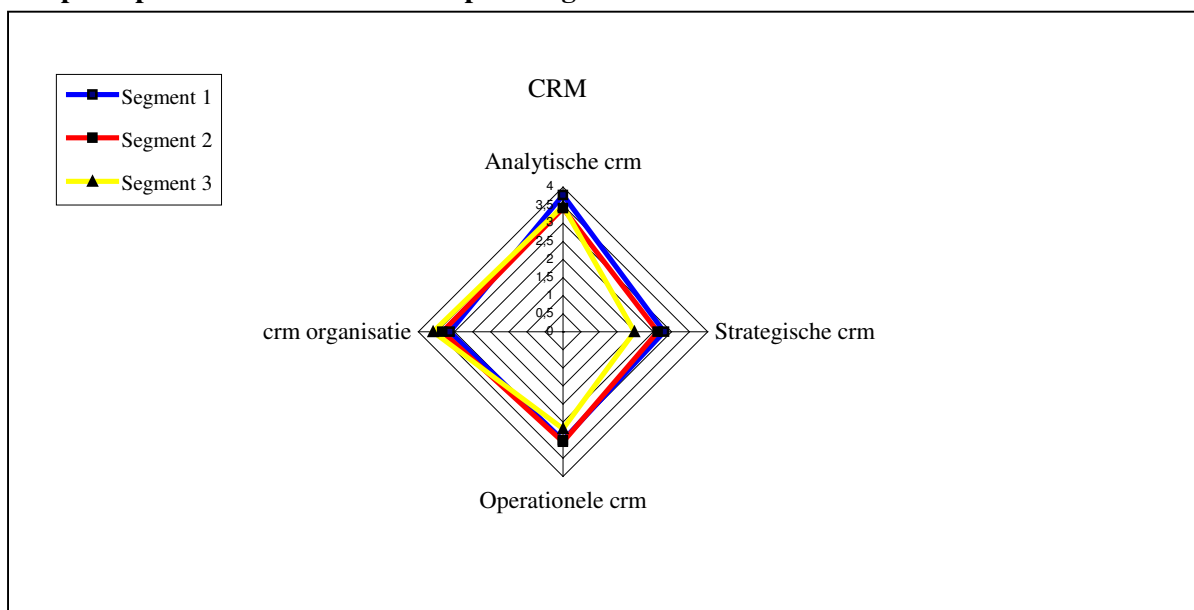 CRM
Segment 1
Segment 2
Segment 3
Analytische crm
4
3,5
3
2,5
2
1,5
1
0,5
0
crm organisatie
Strategische crm
Operationele crm